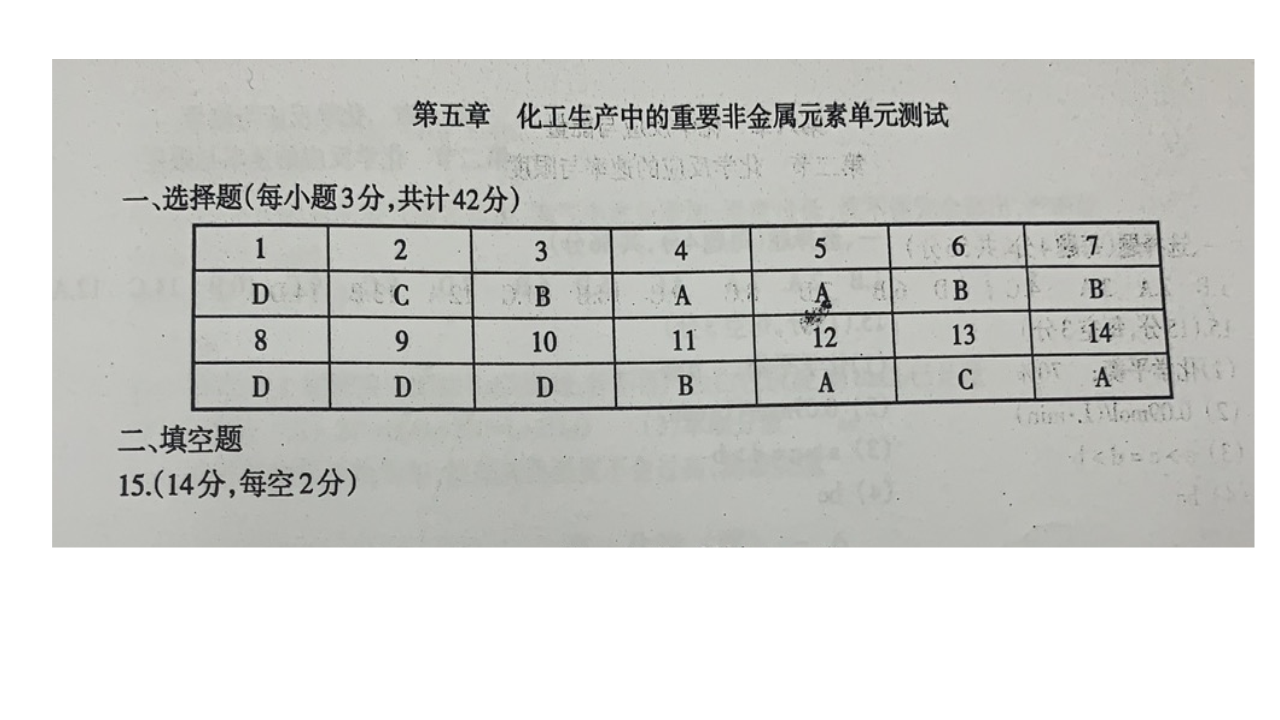 第五章 化工生产中的重要非金属元素单元测试
一、选择题(每小题3分,共计42分)
1 2 3 4 5 6 7
D C B A A B B
8 9 10 11 12 13 14
D D D B A C A
二、填空题
15.(14分,每空2分)